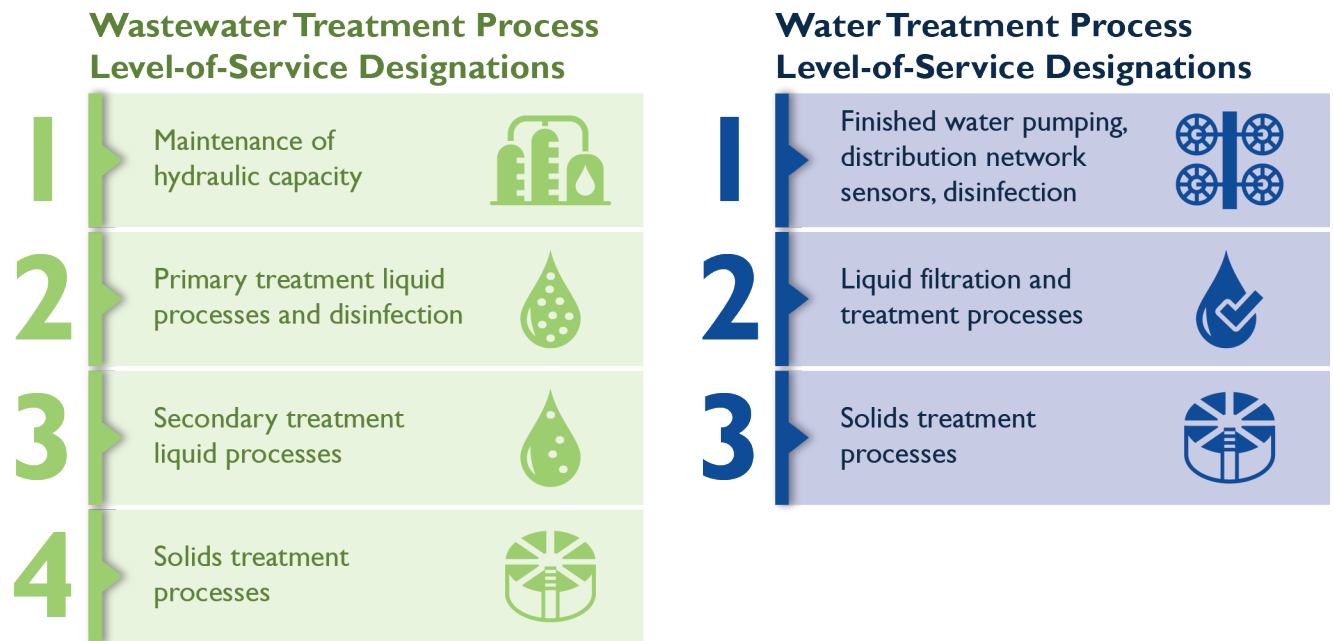 Wastewater Treatment Process
Level-of-Service Designations
1
Maintenance of
hydraulic capacity
2
Primary treatment liquid
processes and disinfection
3
Secondary treatment
liquid processes
4
Solids treatment
processes
Water Treatment Process
Level-of-Service Designations
1
Finished water pumping,
distribution network
sensors, disinfection
2
Liquid filtration and
treatment processes
3
Solids treatment
processes